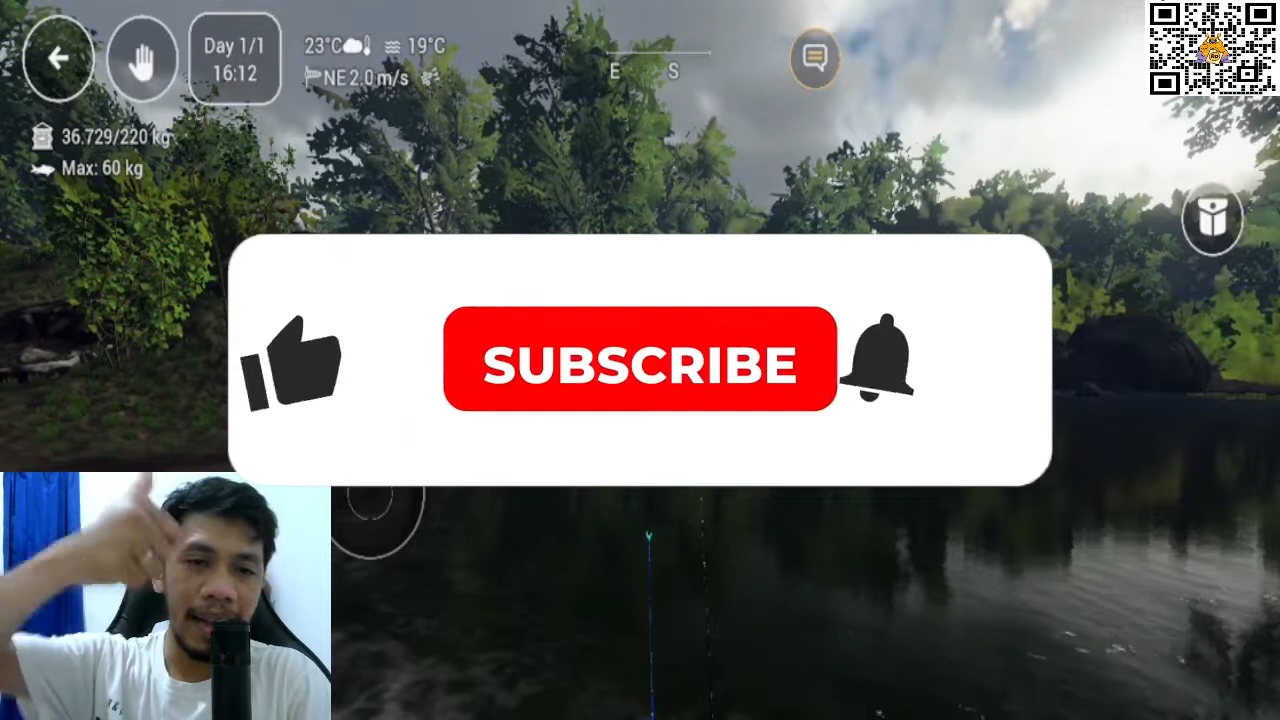 Day 1/1
16:12
23°C 19°C
NE 2.0 m/s
E S
36.729/220 kg
Max: 60 kg
SUBSCRIBE